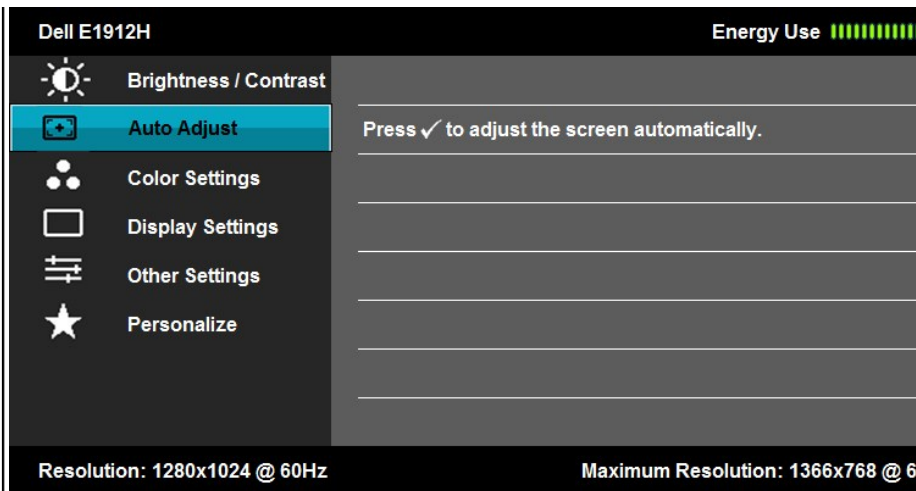 Dell E1912H
Energy Use
Brightness / Contrast
Auto Adjust
Press ✓ to adjust the screen automatically.
Color Settings
Display Settings
Other Settings
Personalize
Resolution: 1280x1024 @ 60Hz
Maximum Resolution: 1366x768 @ 6